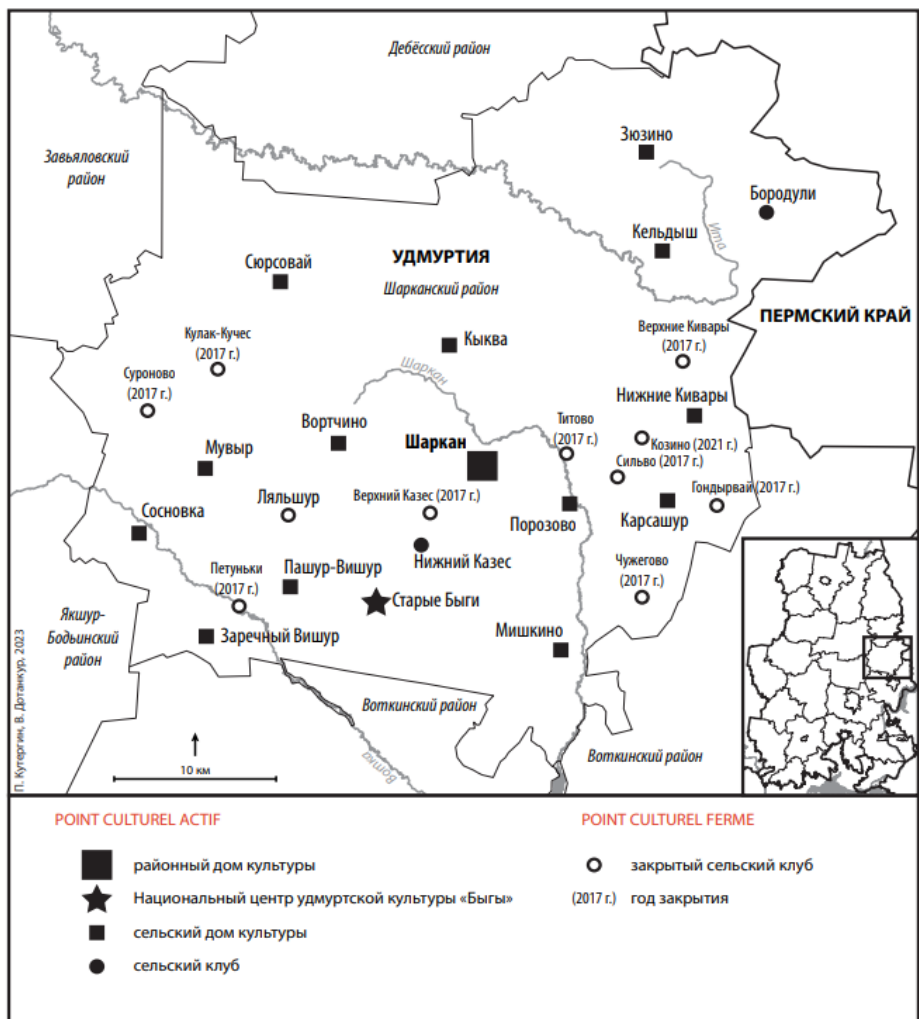 Дебёсский район
Завьяловский
район
Зюзино
Бородули
Ита
Кельдыш
Сюрсовай
УДМУРТИЯ
Шарканский район
ПЕРМСКИЙ КРАЙ
Верхние Кивары
(2017 г.)
Кулак-Кучес
(2017 г.)
Кыква
Суроново
(2017 г.)
Шаркан
Нижние Кивары
Вортчино
Титово
(2017 г.)
Шаркан
Козино (2021 г.)
Мувыр
Сильво (2017 г.)
Ляльшур
Верхний Казес (2017 г.)
Гондырвай (2017 г.)
Сосновка
Порозово
Карсашур
Нижний Казес
Чужегово
(2017 г.)
Петуньки
(2017 г.)
Пашур-Вишур
Старые Быги
Якшур-
Бодьинский
район
Заречный Вишур
Мишкино
Воткинский район
Воткинский район
Вотка
10 км
П. Кутергин, В. Дотанкур, 2023
POINT CULTUREL ACTIF
районный дом культуры
Национальный центр удмуртской культуры «Быгы»
сельский дом культуры
сельский клуб
POINT CULTUREL FERME
закрытый сельский клуб
(2017 г.) год закрытия